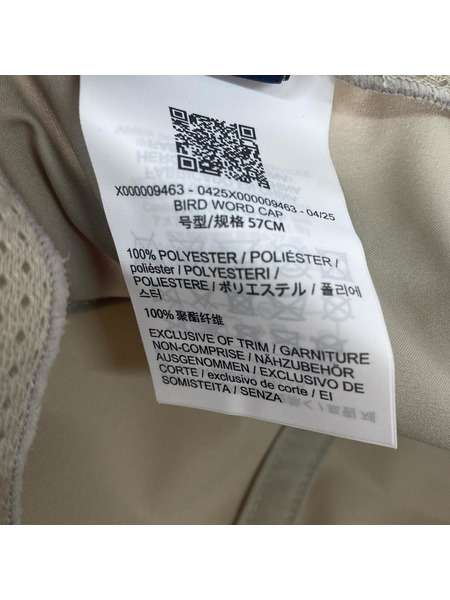 X000009463 - 0425X000009463 - 04/25
BIRD WORD CAP
号型/规格 57CM
100% POLYESTER / POLIÉSTER /
poliéster / POLYESTERI /
POLIESTERE / ポリエステル / 폴리에
스터
100% 聚酯纤维
EXCLUSIVE OF TRIM / GARNITURE
NON-COMPRISE / NÄHZUBEHÖR
AUSGENOMMEN / EXCLUSIVO DE
CORTE / exclusivo de corte / EI
SOMISTEITA / SENZA